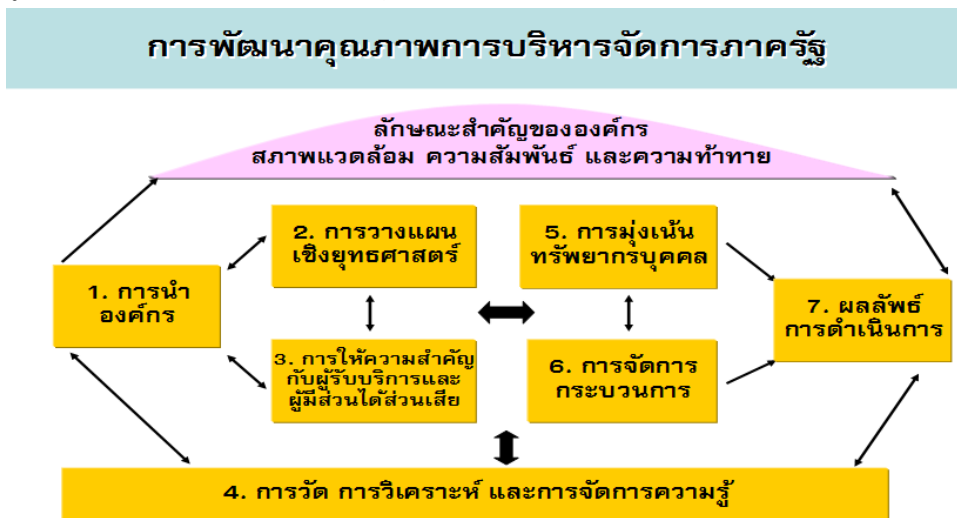 การพัฒนาคุณภาพการบริหารจัดการภาครัฐ
ลักษณะสำคัญขององค์กร
สภาพแวดล้อม ความสัมพันธ์ และความท้าทาย
1. การนำ
องค์กร
2. การวางแผน
เชิงยุทธศาสตร์
3. การให้ความสำคัญ
กับผู้รับบริการและ
ผู้มีส่วนได้ส่วนเสีย
5. การมุ่งเน้น
ทรัพยากรบุคคล
6. การจัดการ
กระบวนการ
7. ผลลัพธ์
การดำเนินการ
4. การวัด การวิเคราะห์ และการจัดการความรู้